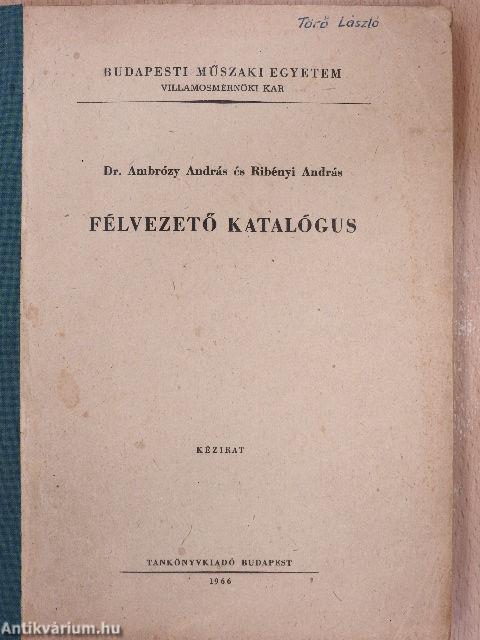 Törő László
BUDAPESTI MŰSZAKI EGYETEM
VILLAMOSMÉRNÖKI KAR
Dr. Ambrózy András és Ribényi András
FÉLVEZETŐ KATALÓGUS
KÉZIRAT
TANKÖNYVKIADÓ BUDAPEST
1966
Antikvárium.hu